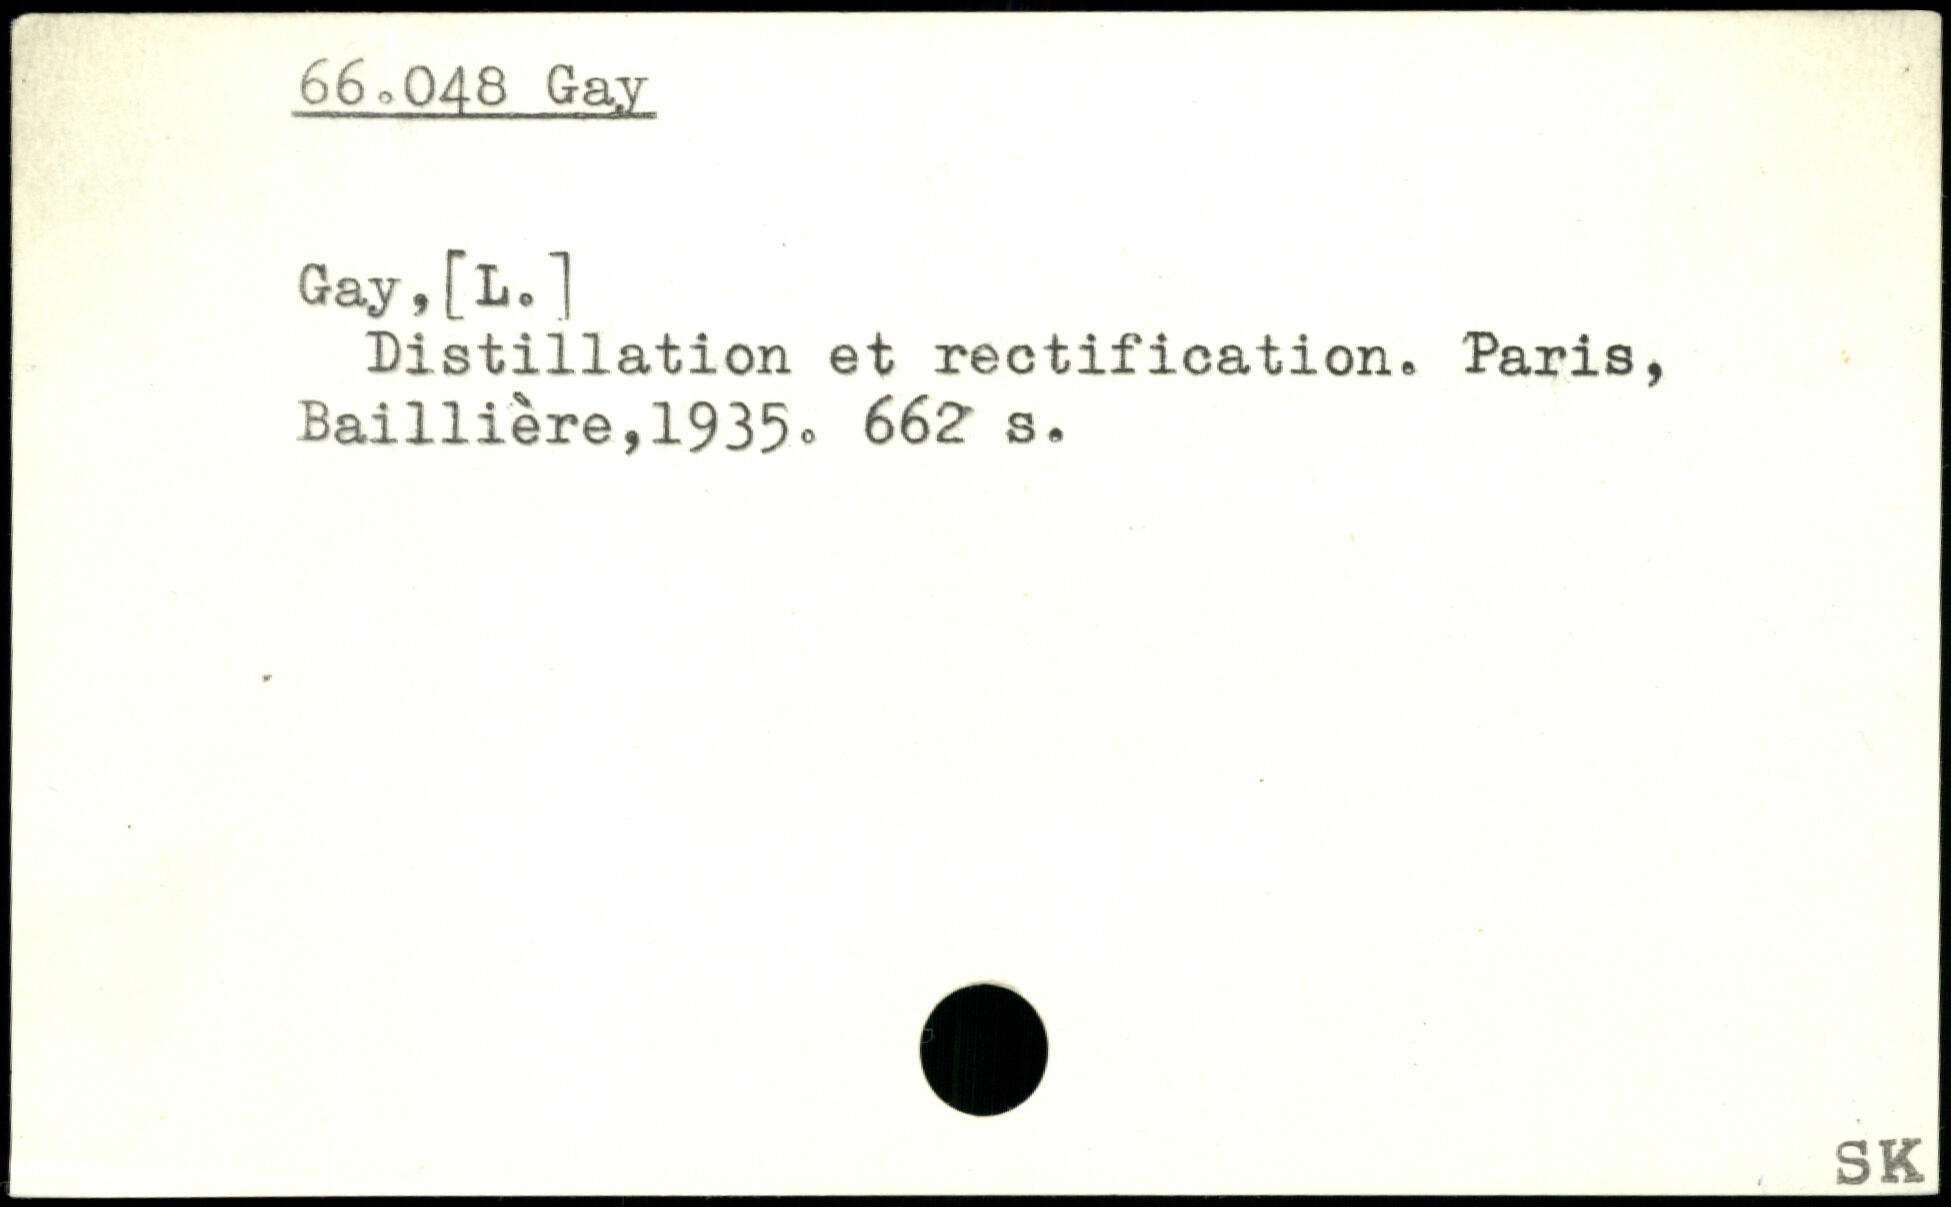 66.048 Gay
Gay,[L.]
Distillation et rectification. Paris,
Baillière,1935. 662 s.
SK